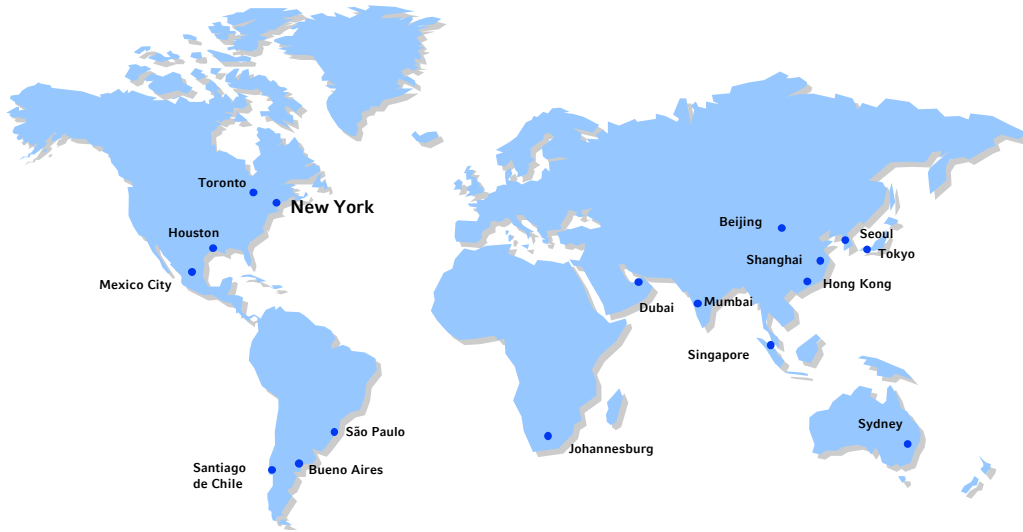 Toronto
New York
Houston
Mexico City
Beijing
Seoul
Tokyo
Shanghai
Hong Kong
Dubai
Mumbai
Singapore
São Paulo
Sydney
Johannesburg
Santiago
de Chile
Bueno Aires